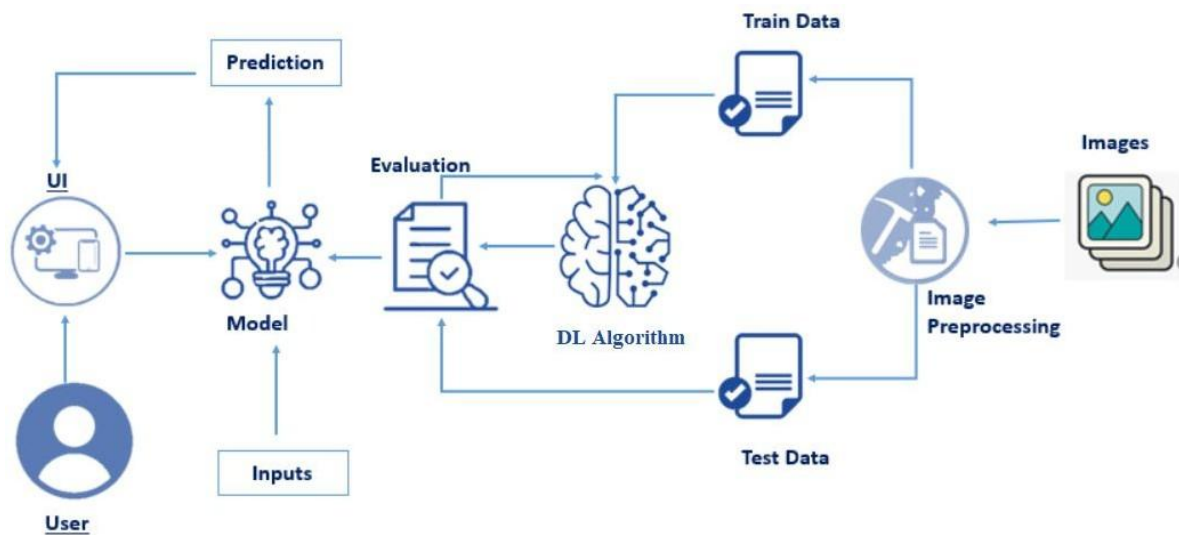 Train Data
Prediction
Images
Evaluation
UI
Image
Preprocessing
Model
DL Algorithm
Test Data
Inputs
User